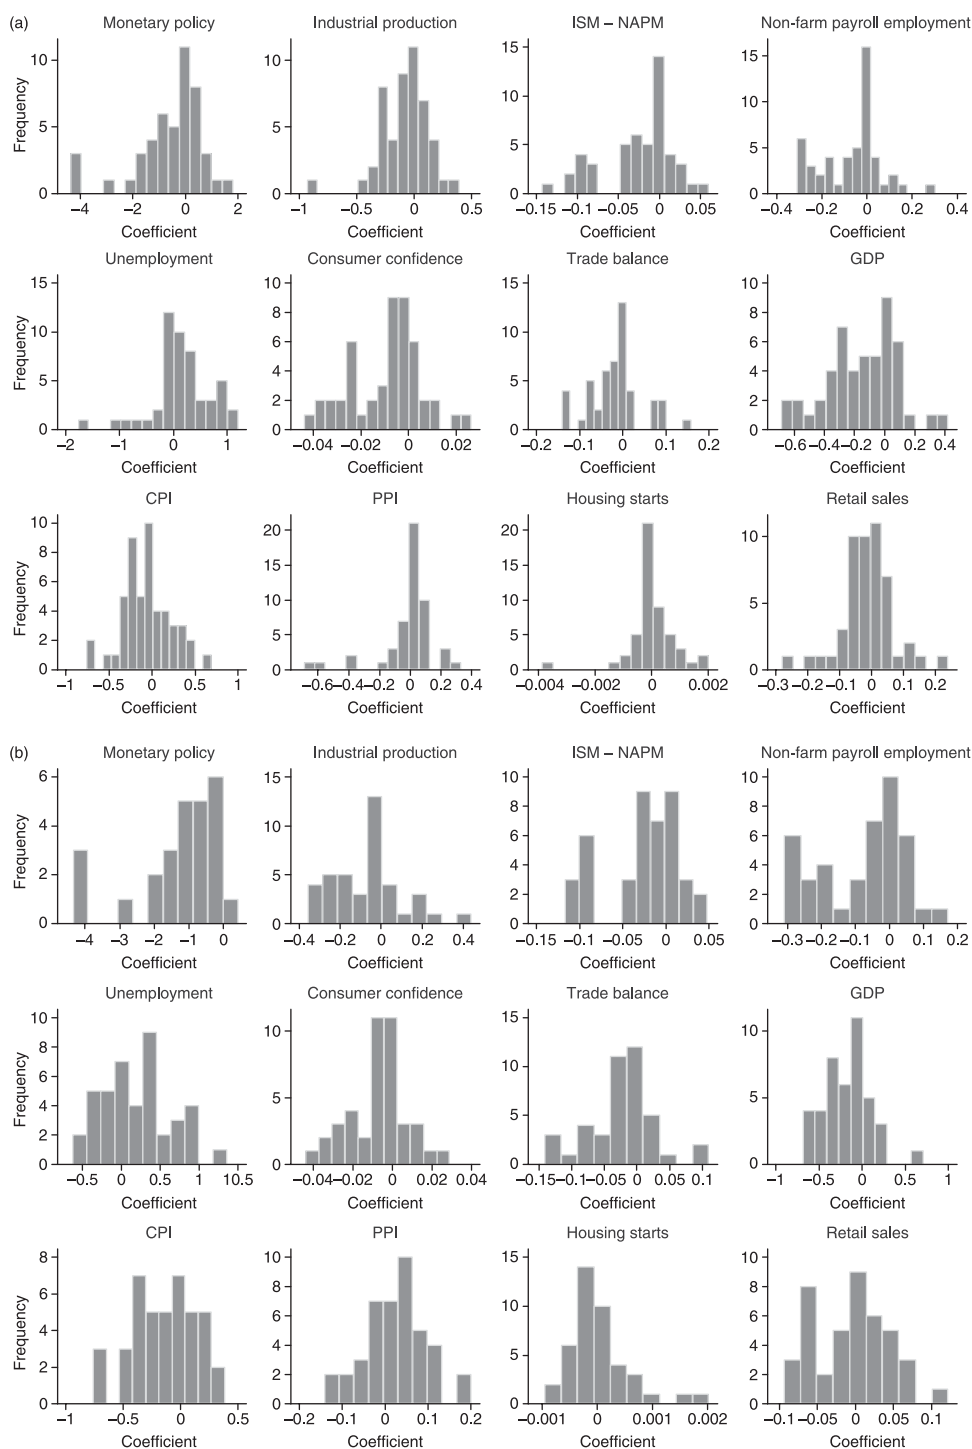 (a)
Monetary policy
Frequency
10
5
0
−4 −2 0 2
Coefficient
Industrial production
10
5
0
−1 −0.5 0 0.5
Coefficient
ISM – NAPM
15
10
5
0
−0.15 −0.1 −0.05 0 0.05
Coefficient
Non-farm payroll employment
15
10
5
0
−0.4 −0.2 0 0.2 0.4
Coefficient
Unemployment
Frequency
15
10
5
0
−2 −1 0 1
Coefficient
Consumer confidence
10
8
6
4
2
0
−0.04 −0.02 0 0.02
Coefficient
Trade balance
15
10
5
0
−0.2 −0.1 0 0.1 0.2
Coefficient
GDP
10
8
6
4
2
0
−0.6 −0.4 −0.2 0 0.2 0.4
Coefficient
CPI
Frequency
10
8
6
4
2
0
−1 −0.5 0 0.5 1
Coefficient
PPI
20
15
10
5
0
−0.6 −0.4 −0.2 0 0.2 0.4
Coefficient
Housing starts
20
15
10
5
0
−0.004 −0.002 0 0.002
Coefficient
Retail sales
10
5
0
−0.3 −0.2 −0.1 0 0.1 0.2
Coefficient
(b)
Monetary policy
Frequency
6
4
2
0
−4 −3 −2 −1 0
Coefficient
Industrial production
15
10
5
0
−0.4 −0.2 0 0.2 0.4
Coefficient
ISM – NAPM
10
8
6
4
2
0
−0.15 −0.1 −0.05 0 0.05
Coefficient
Non-farm payroll employment
10
8
6
4
2
0
−0.3 −0.2 −0.1 0 0.1 0.2
Coefficient
Unemployment
Frequency
10
8
6
4
2
0
−0.5 0 0.5 10.5
Coefficient
Consumer confidence
10
5
0
−0.04 −0.02 0 0.02 0.04
Coefficient
Trade balance
15
10
5
0
−0.15 −0.1 −0.05 0 0.05 0.1
Coefficient
GDP
10
5
0
−1 −0.5 0 0.5 1
Coefficient
CPI
Frequency
8
6
4
2
0
−1 −0.5 0 0.5
Coefficient
PPI
10
8
6
4
2
0
−0.2 −0.1 0 0.1 0.2
Coefficient
Housing starts
15
10
5
0
−0.001 0 0.001 0.002
Coefficient
Retail sales
10
8
6
4
2
0
−0.1 −0.05 0 0.05 0.1
Coefficient